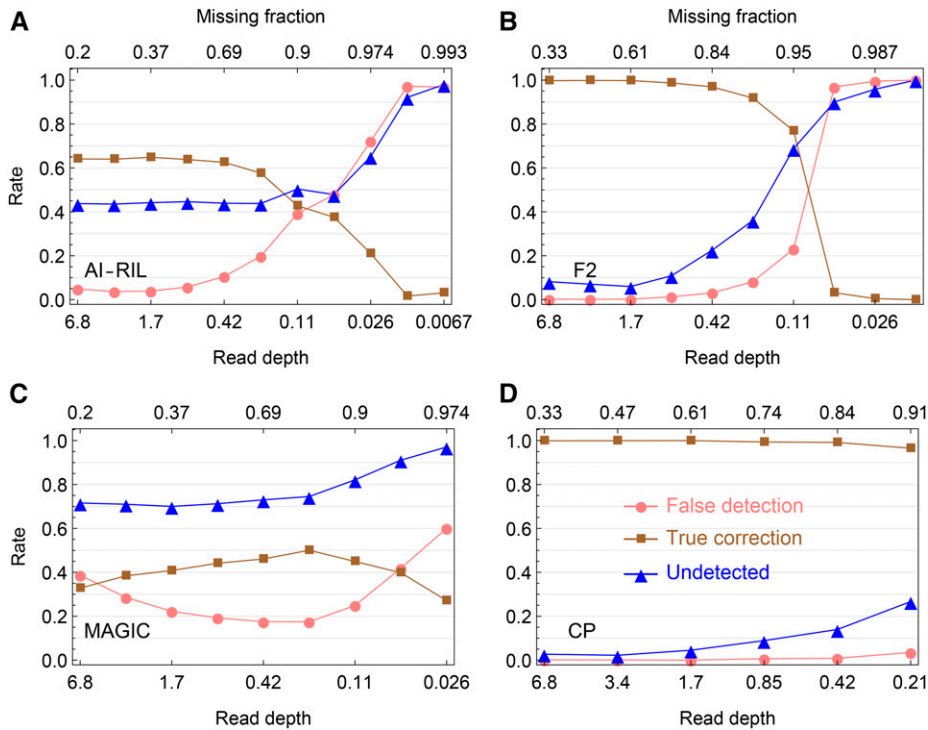 A
Missing fraction
0.2 0.37 0.69 0.9 0.974 0.993
1.0
0.8
0.6
0.4
0.2
0.0
Rate
AI-RIL
6.8 1.7 0.42 0.11 0.026 0.0067
Read depth
B
Missing fraction
0.33 0.61 0.84 0.95 0.987
1.0
0.8
0.6
0.4
0.2
0.0
F2
6.8 1.7 0.42 0.11 0.026
Read depth
C
0.2 0.37 0.69 0.9 0.974
1.0
0.8
0.6
0.4
0.2
0.0
Rate
MAGIC
6.8 1.7 0.42 0.11 0.026
Read depth
D
0.33 0.47 0.61 0.74 0.84 0.91
1.0
0.8
0.6
0.4
0.2
0.0
False detection
True correction
Undetected
CP
6.8 3.4 1.7 0.85 0.42 0.21
Read depth